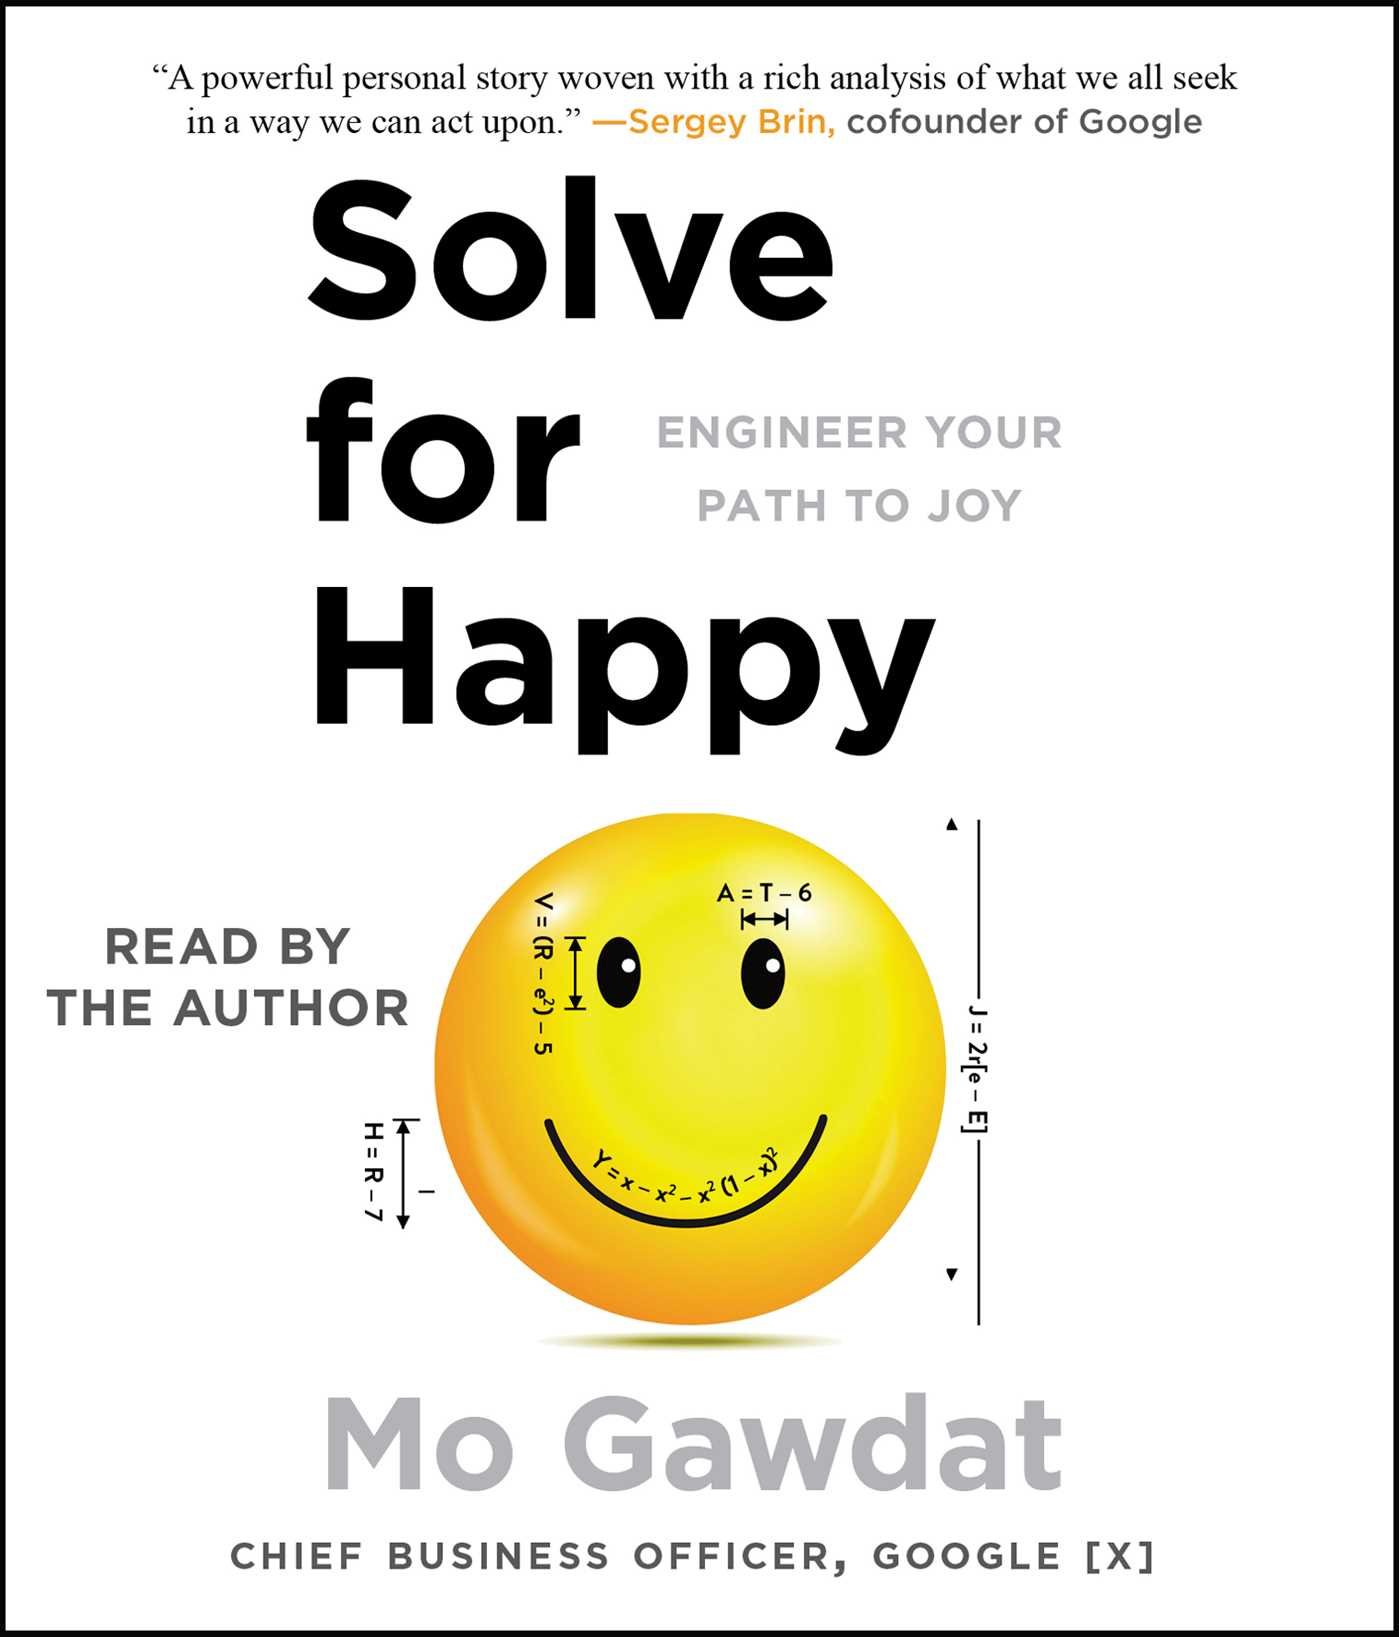 “A powerful personal story woven with a rich analysis of what we all seek
in a way we can act upon.” —Sergey Brin, cofounder of Google
Solve
for
ENGINEER YOUR
PATH TO JOY
Happy
READ BY
THE AUTHOR
V = (R – e²) – 5
A = T – 6
J = 2r[e – E]
H = R – 7
Y = x – x² – x² (1 – x)²
Mo Gawdat
CHIEF BUSINESS OFFICER, GOOGLE [X]